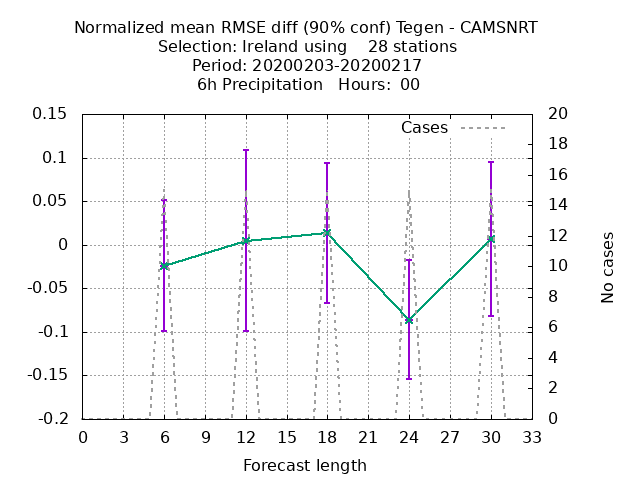 Normalized mean RMSE diff (90% conf) Tegen - CAMSNRT
Selection: Ireland using    28 stations
Period: 20200203-20200217
6h Precipitation   Hours:  00
Cases
0.15
0.1
0.05
0
-0.05
-0.1
-0.15
-0.2
20
18
16
14
12
10
8
6
4
2
0
No cases
0 3 6 9 12 15 18 21 24 27 30 33
Forecast length